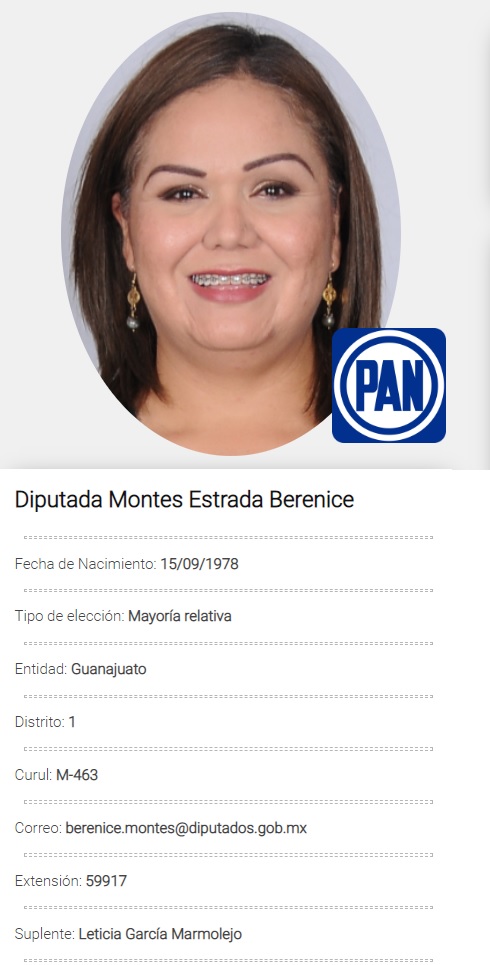 PAN
Diputada Montes Estrada Berenice
Fecha de Nacimiento: 15/09/1978
Tipo de elección: Mayoría relativa
Entidad: Guanajuato
Distrito: 1
Curul: M-463
Correo: berenice.montes@diputados.gob.mx
Extensión: 59917
Suplente: Leticia García Marmolejo